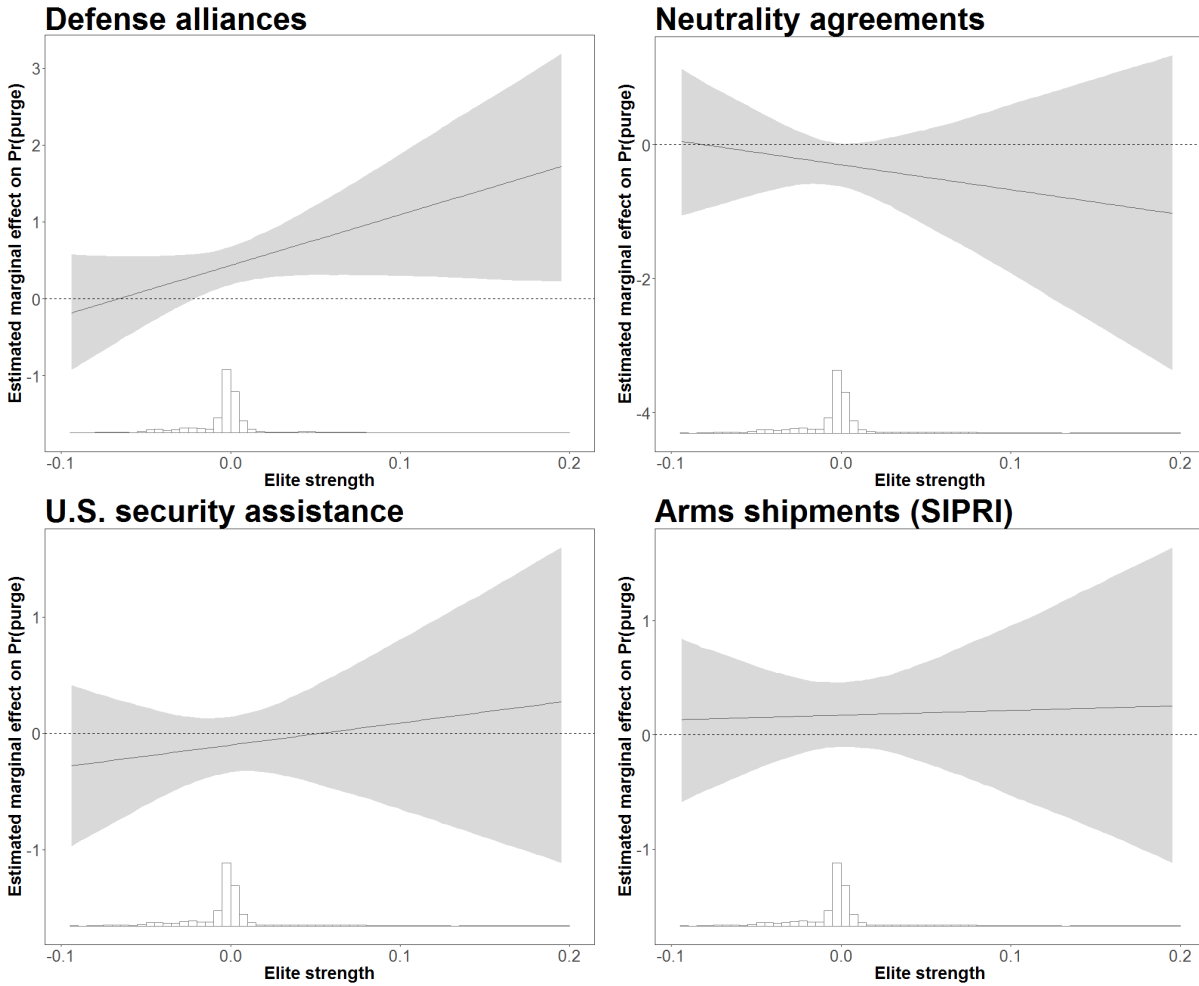 Defense alliances
Estimated marginal effect on Pr(purge)
3
2
1
0
-1
-0.1 0.0 0.1 0.2
Elite strength
Neutrality agreements
Estimated marginal effect on Pr(purge)
0
-2
-4
-0.1 0.0 0.1 0.2
Elite strength
U.S. security assistance
Estimated marginal effect on Pr(purge)
1
0
-1
-0.1 0.0 0.1 0.2
Elite strength
Arms shipments (SIPRI)
Estimated marginal effect on Pr(purge)
1
0
-1
-0.1 0.0 0.1 0.2
Elite strength